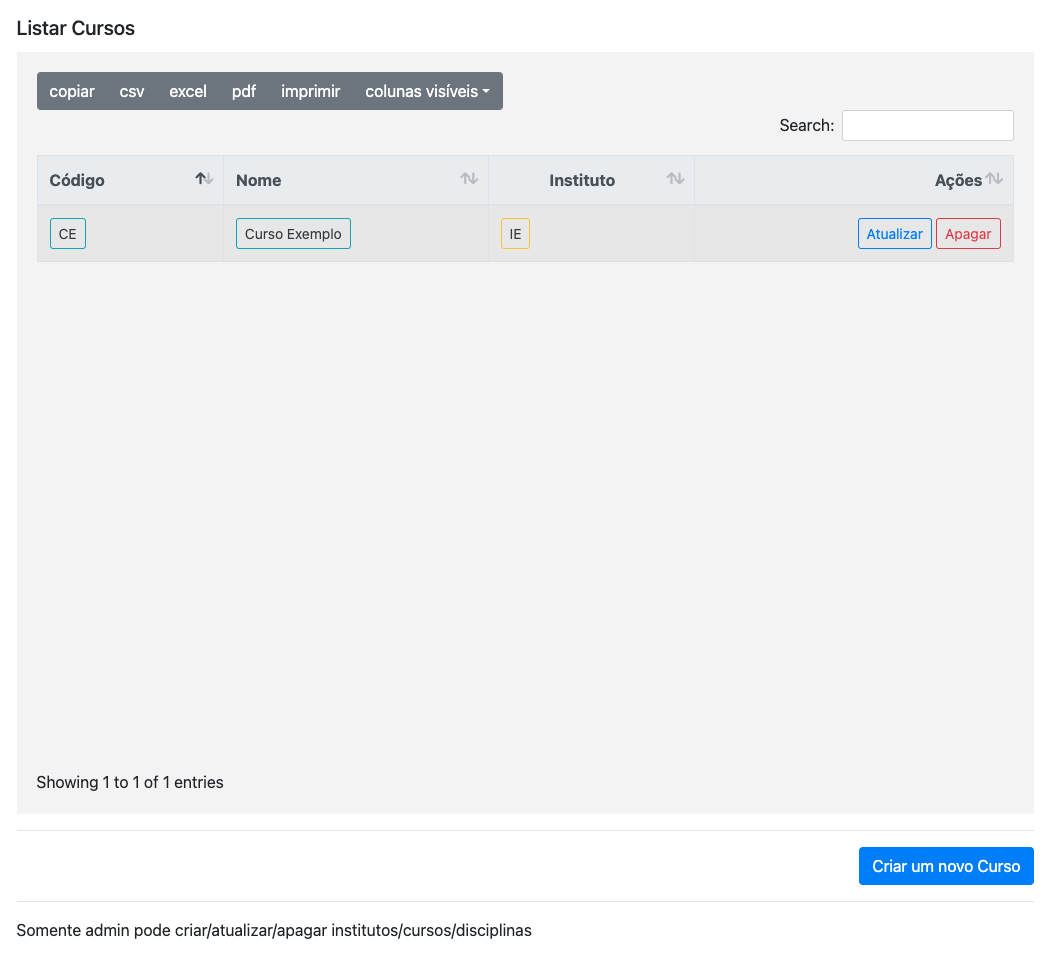 Listar Cursos
copiar csv excel pdf imprimir colunas visíveis
Search:
Código Nome Instituto Ações
CE Curso Exemplo IE Atualizar Apagar
Showing 1 to 1 of 1 entries
Criar um novo Curso
Somente admin pode criar/atualizar/apagar institutos/cursos/disciplinas